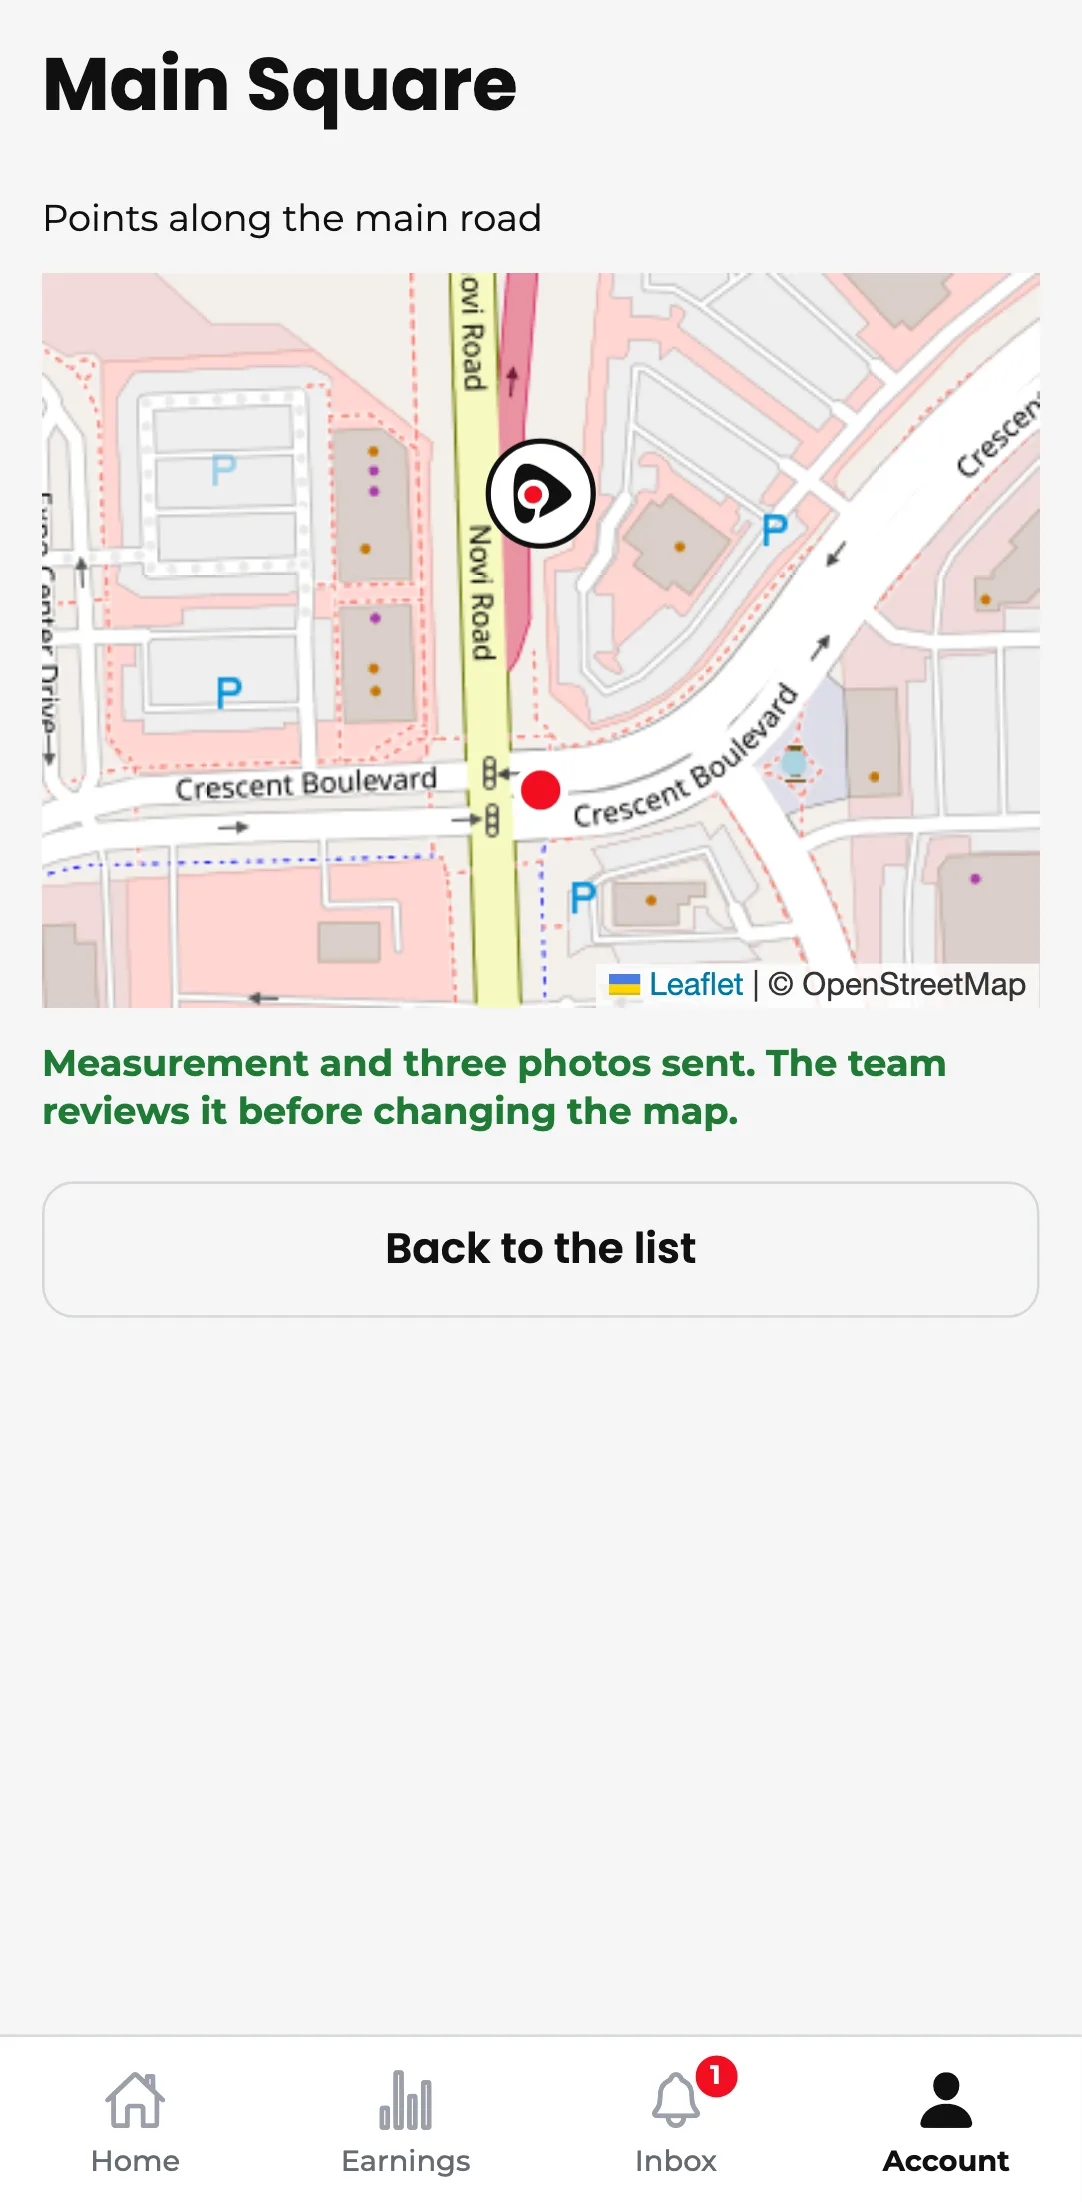 Main Square
Points along the main road
ovi Road
Crescen
P
P
Novi Road
Center Drive
P
Crescent Boulevard
Crescent Boulevard
P
Leaflet | © OpenStreetMap
Measurement and three photos sent. The team
reviews it before changing the map.
Back to the list
1
Home
Earnings
Inbox
Account